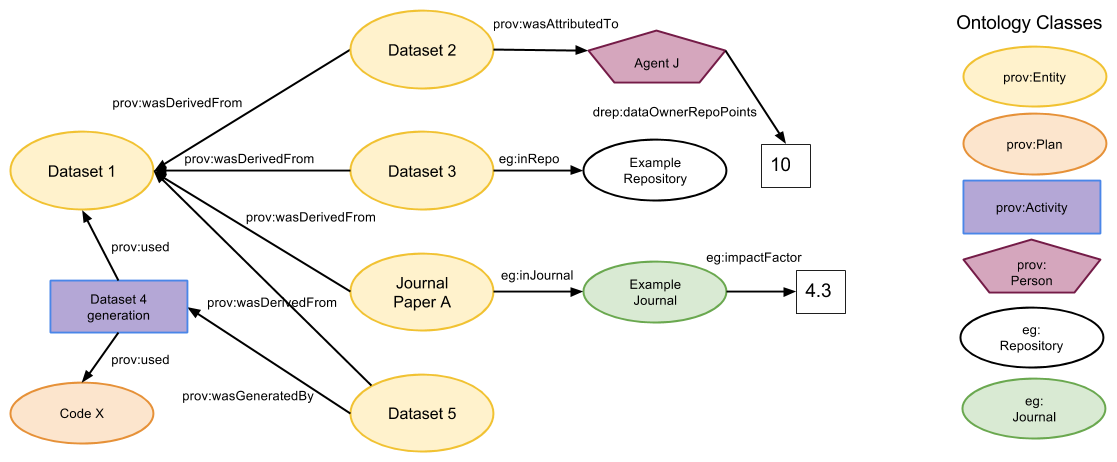 prov:wasAttributedTo
Ontology Classes
Dataset 2
Agent J
prov:Entity
prov:wasDerivedFrom
drep:dataOwnerRepoPoints
prov:Plan
Dataset 1
prov:wasDerivedFrom
Dataset 3
eg:inRepo
Example
Repository
10
prov:Activity
prov:wasDerivedFrom
prov:used
prov:
Person
eg:impactFactor
Journal
Paper A
eg:inJournal
Example
Journal
4.3
Dataset 4
generation
prov:wasDerivedFrom
eg:
Repository
prov:used
prov:wasGeneratedBy
Code X
Dataset 5
eg:
Journal